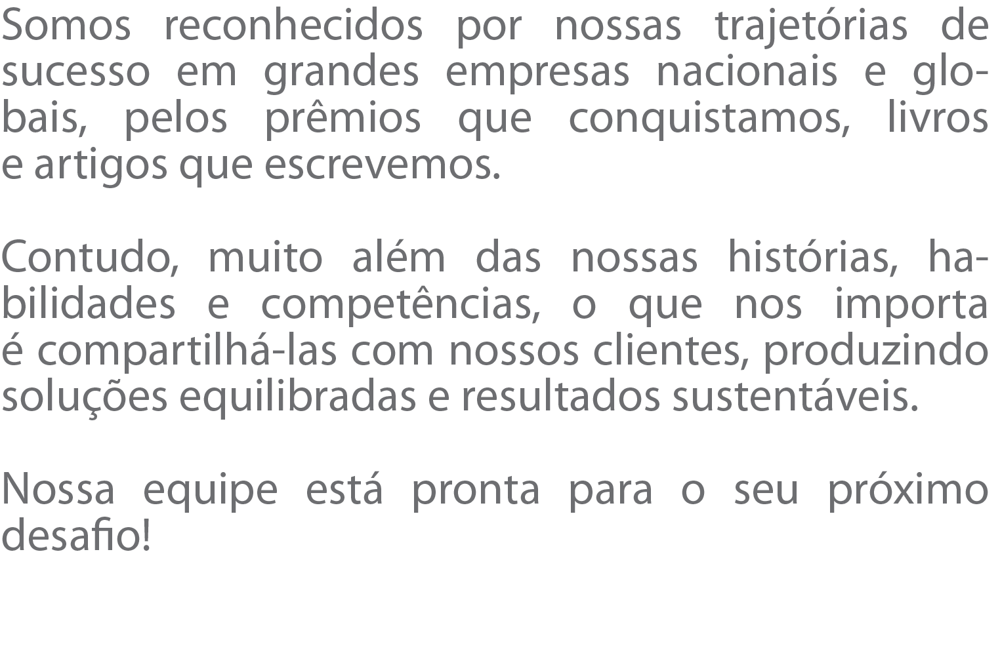 Somos reconhecidos por nossas trajetórias de
sucesso em grandes empresas nacionais e glo-
bais, pelos prêmios que conquistamos, livros
e artigos que escrevemos.
Contudo, muito além das nossas histórias, ha-
bilidades e competências, o que nos importa
é compartilhá-las com nossos clientes, produzindo
soluções equilibradas e resultados sustentáveis.
Nossa equipe está pronta para o seu próximo
desafio!